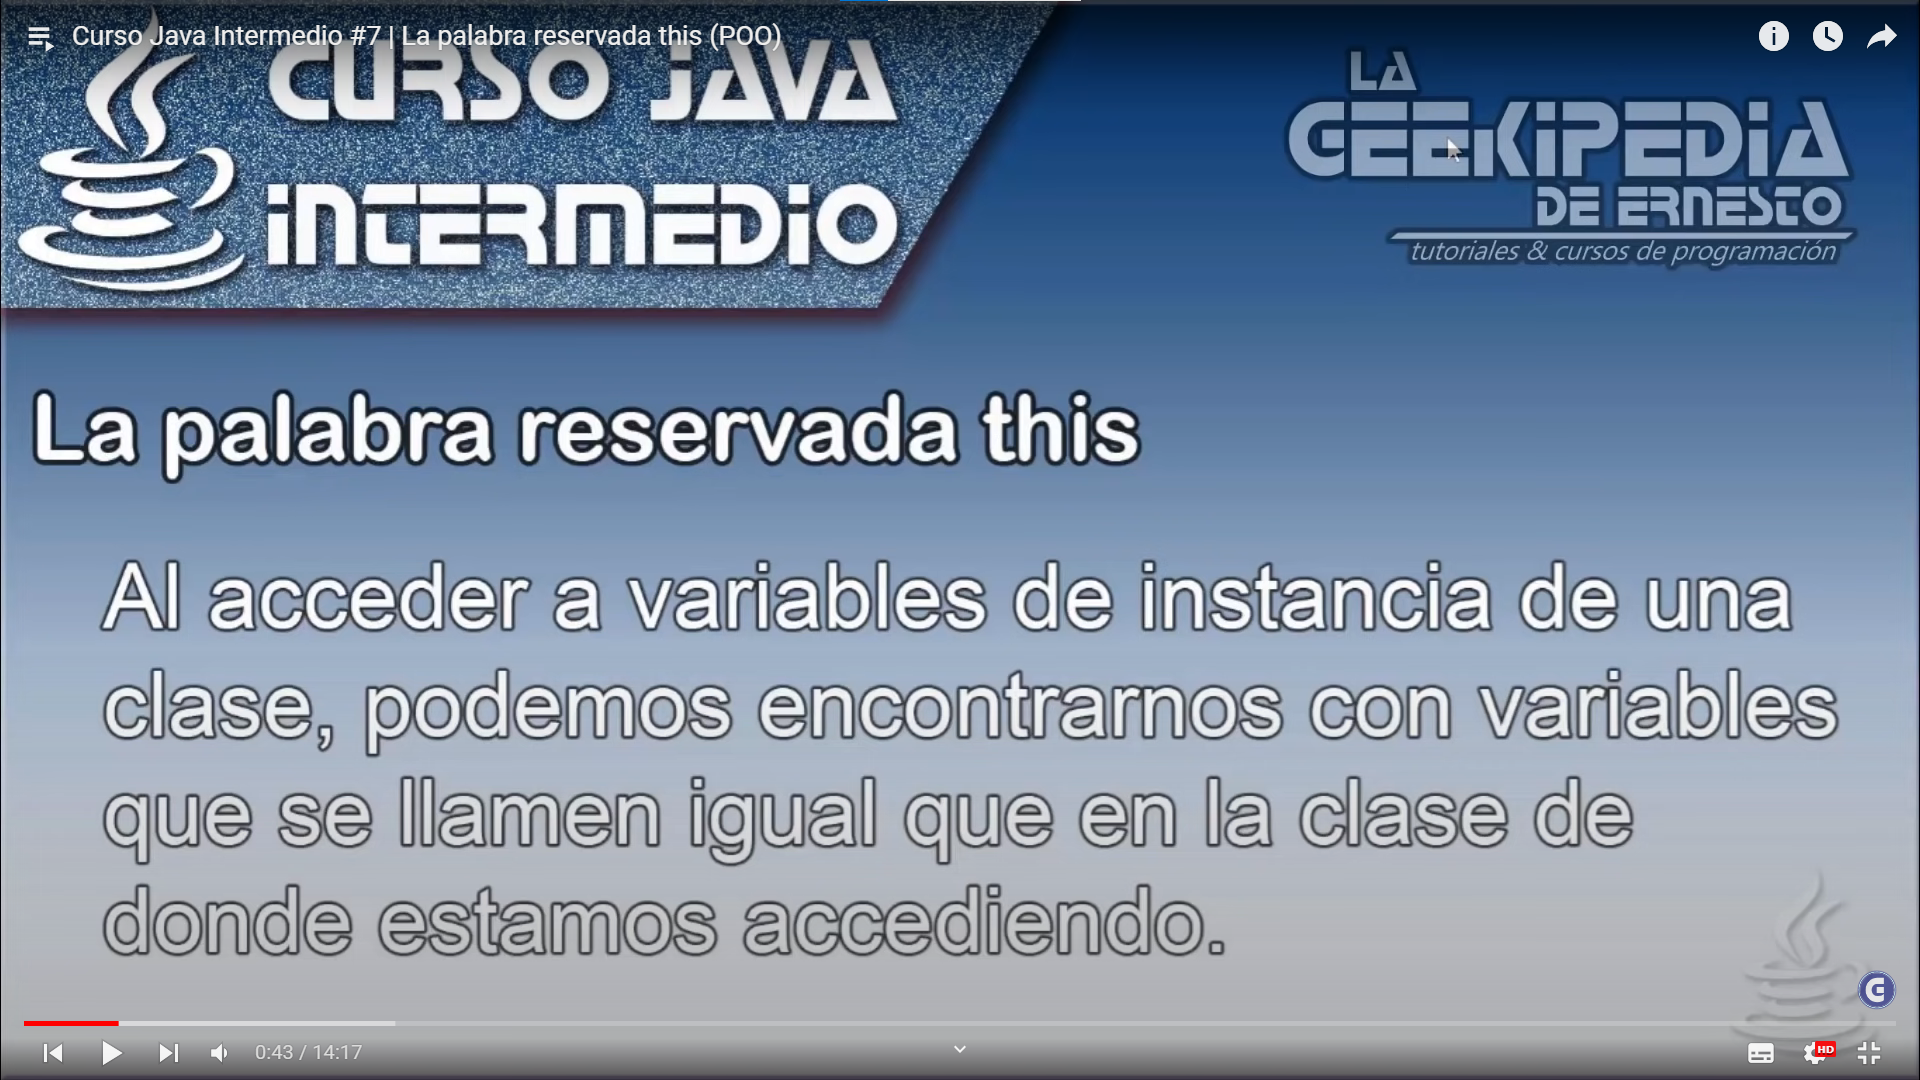 Curso Java Intermedio #7 | La palabra reservada this (POO)
CURSO JAVA
INTERMEDIO
LA
GEEKIPEDIA
DE ERNESTO
tutoriales & cursos de programación
La palabra reservada this
Al acceder a variables de instancia de una
clase, podemos encontrarnos con variables
que se llamen igual que en la clase de
donde estamos accediendo.
G
0:43 / 14:17
HD